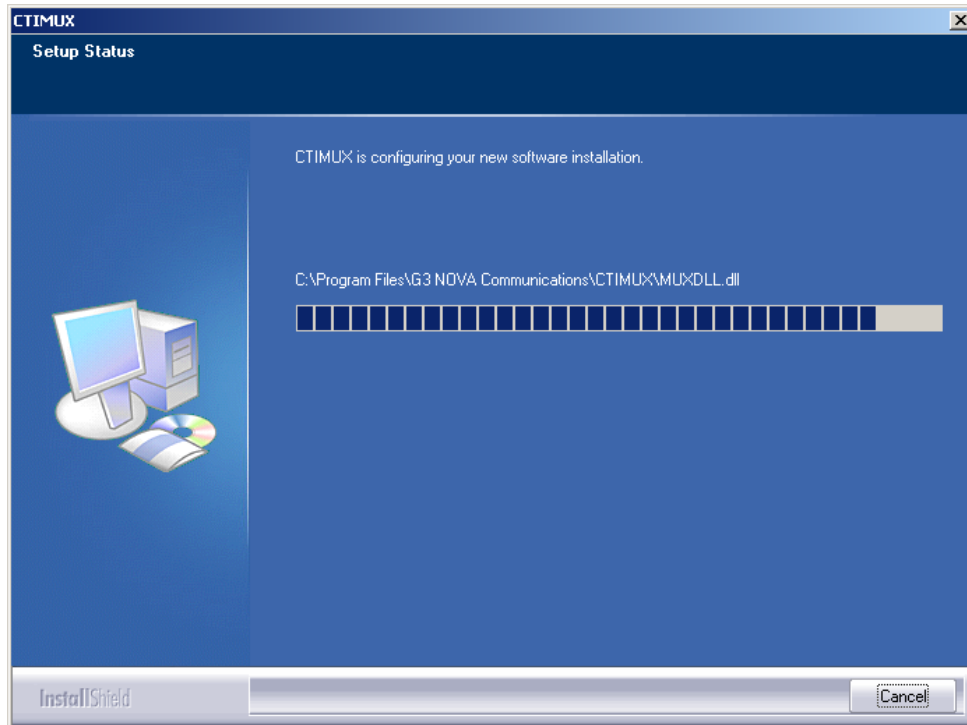 CTIMUX
Setup Status
CTIMUX is configuring your new software installation.
C:\Program Files\G3 NOVA Communications\CTIMUX\MUXDLL.dll
InstallShield
Cancel